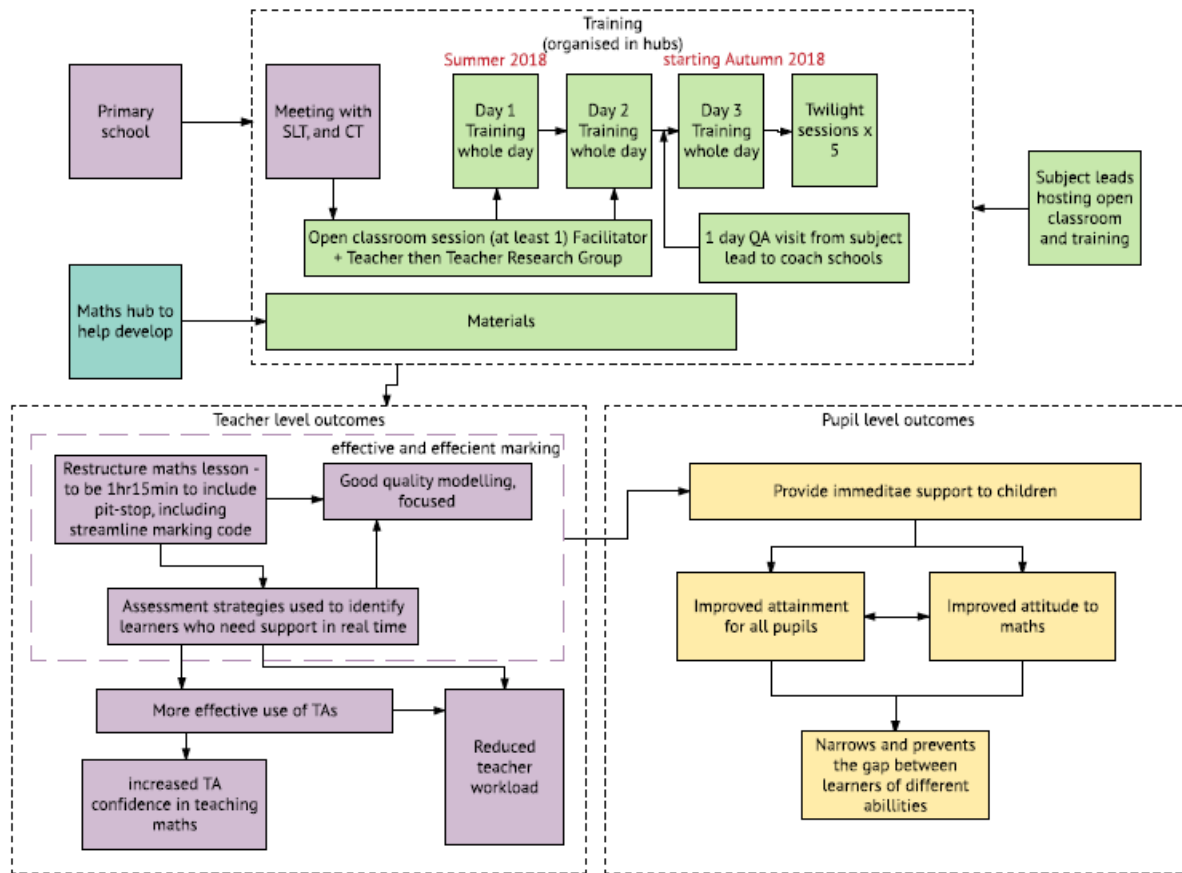 Training
(organised in hubs)
Summer 2018
starting Autumn 2018
Primary
school
Meeting with
SLT, and CT
Day 1
Training
whole day
Day 2
Training
whole day
Day 3
Training
whole day
Twilight
sessions x
5
Subject leads
hosting open
classroom
and training
Open classroom session (at least 1) Facilitator
+ Teacher then Teacher Research Group
1 day QA visit from subject
lead to coach schools
Maths hub to
help develop
Materials
Teacher level outcomes
effective and effecient marking
Restructure maths lesson -
to be 1hr15min to include
pit-stop, including
streamline marking code
Good quality modelling,
focused
Assessment strategies used to identify
learners who need support in real time
More effective use of TAs
Reduced
teacher
workload
increased TA
confidence in teaching
maths
Pupil level outcomes
Provide immeditae support to children
Improved attainment
for all pupils
Improved attitude to
maths
Narrows and prevents
the gap between
learners of different
abillities